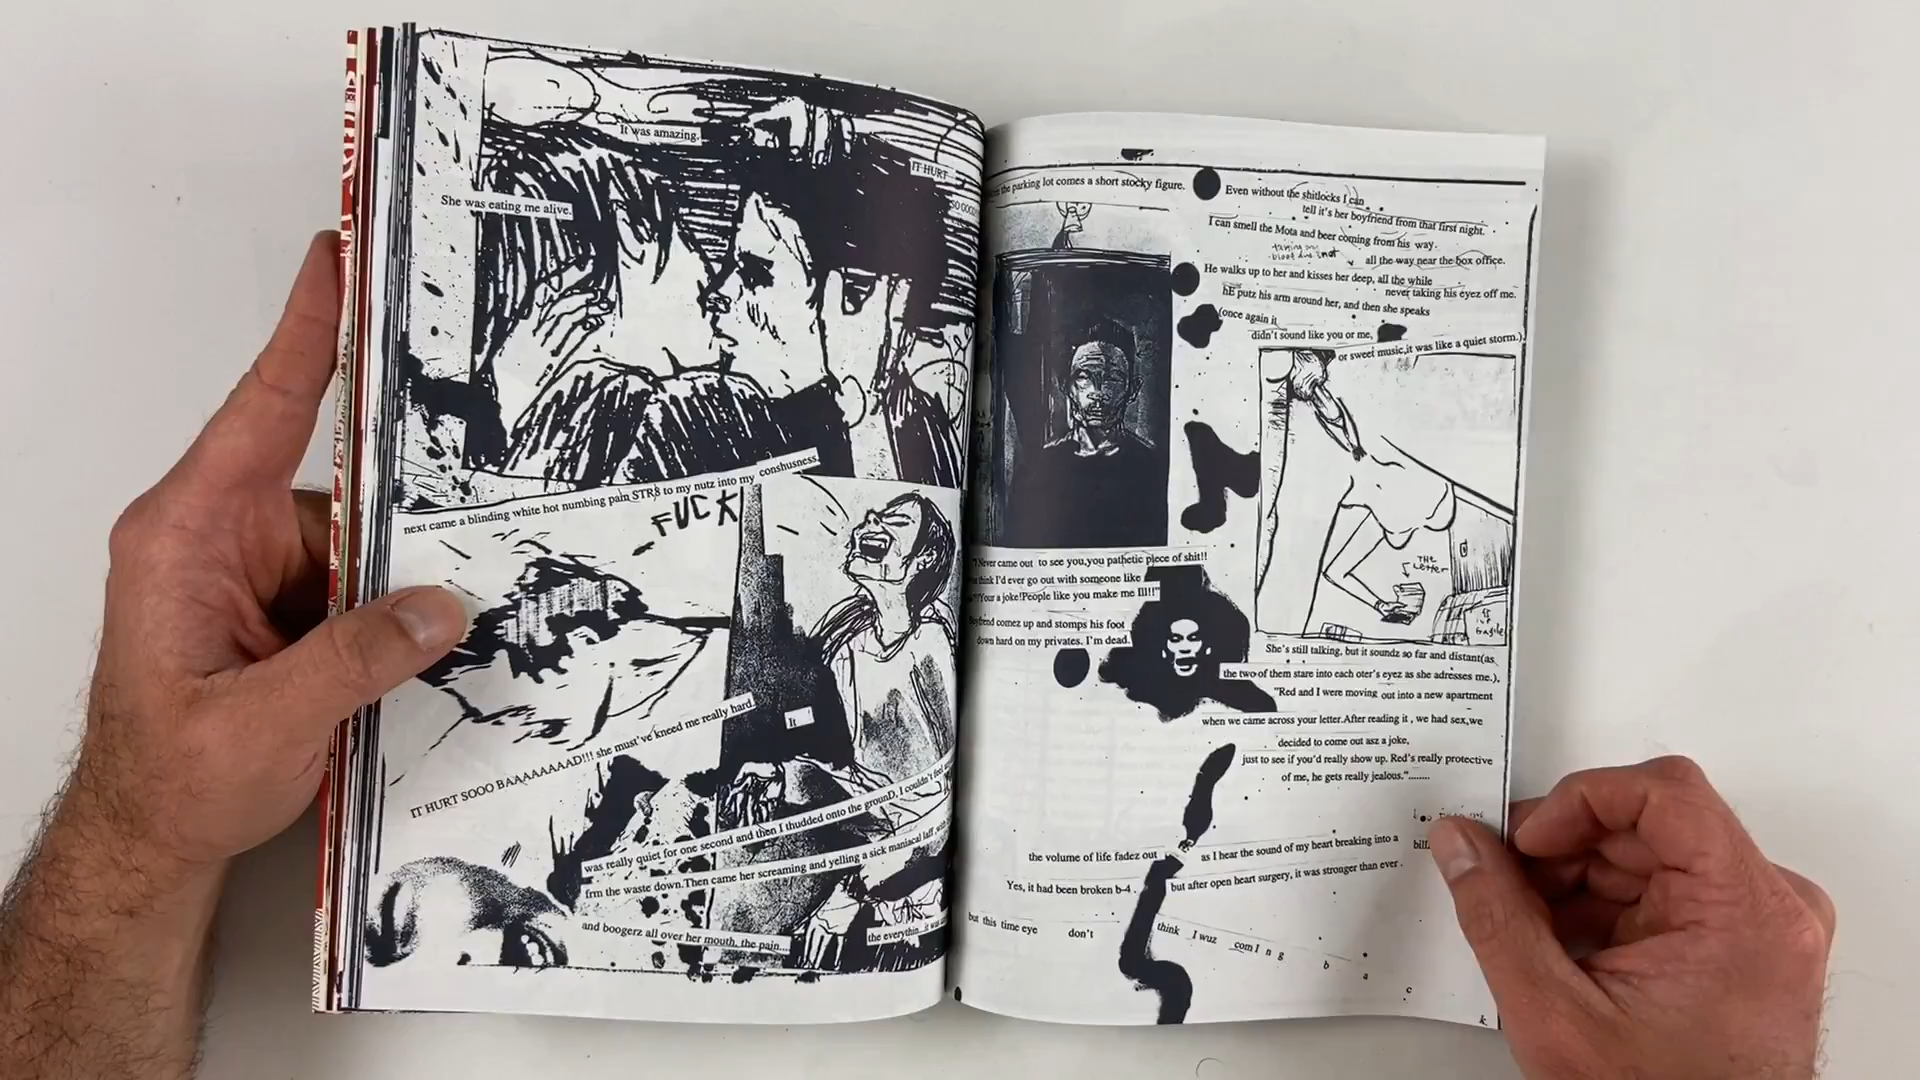 It was amazing.
IT HURT
SO GOOD
She was eating me alive.
next came a blinding white hot numbing pain STR8 to my nutz into my conshusness.
FUCK
It
IT HURT SOOO BAAAAAAAAD!!! she must've kneed me really hard.
was really quiet for one second and then I thudded onto the grounD, I couldn't feel
frm the waste down.Then came her screaming and yelling a sick maniacal laff
and boogerz all over her mouth, the pain....
the everythin...it was
the parking lot comes a short stocky figure.
Even without the shitlocks I can
tell it's her boyfriend from that first night.
I can smell the Mota and beer coming from his way.
all the way near the box office.
He walks up to her and kisses her deep, all the while
never taking his eyez off me.
hE putz his arm around her, and then she speaks
(once again it
didn't sound like you or me,
or sweet music,it was like a quiet storm.)
THE
Letter
"I Never came out to see you,you pathetic piece of shit!!
think I'd ever go out with someone like
Your a joke!People like you make me Ill!!"
Boyfrend comez up and stomps his foot
down hard on my privates. I'm dead.
She's still talking, but it soundz so far and distant(as
the two of them stare into each oter's eyez as she adresses me.),
"Red and I were moving out into a new apartment
when we came across your letter.After reading it , we had sex,we
decided to come out asz a joke,
just to see if you'd really show up. Red's really protective
of me, he gets really jealous."........
the volume of life fadez out as I hear the sound of my heart breaking into a
Yes, it had been broken b-4 . but after open heart surgery, it was stronger than ever .
but this time eye don't think I wuz comI n g b a c k